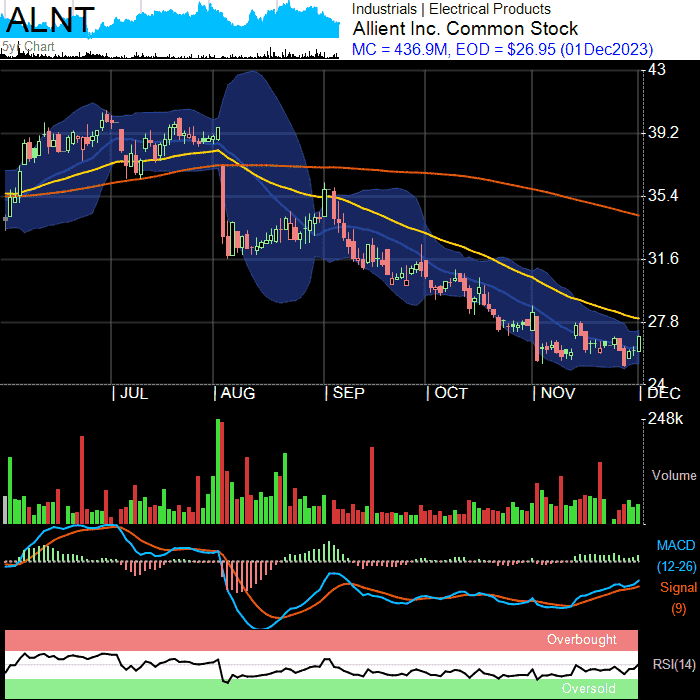 ALNT
5yr Chart
Industrials | Electrical Products
Allient Inc. Common Stock
MC = 436.9M, EOD = $26.95 (01Dec2023)
43
39.2
35.4
31.6
27.8
24
| JUL | AUG | SEP | OCT | NOV | DEC
248k
Volume
MACD
(12-26)
Signal
(9)
Overbought
RSI(14)
Oversold